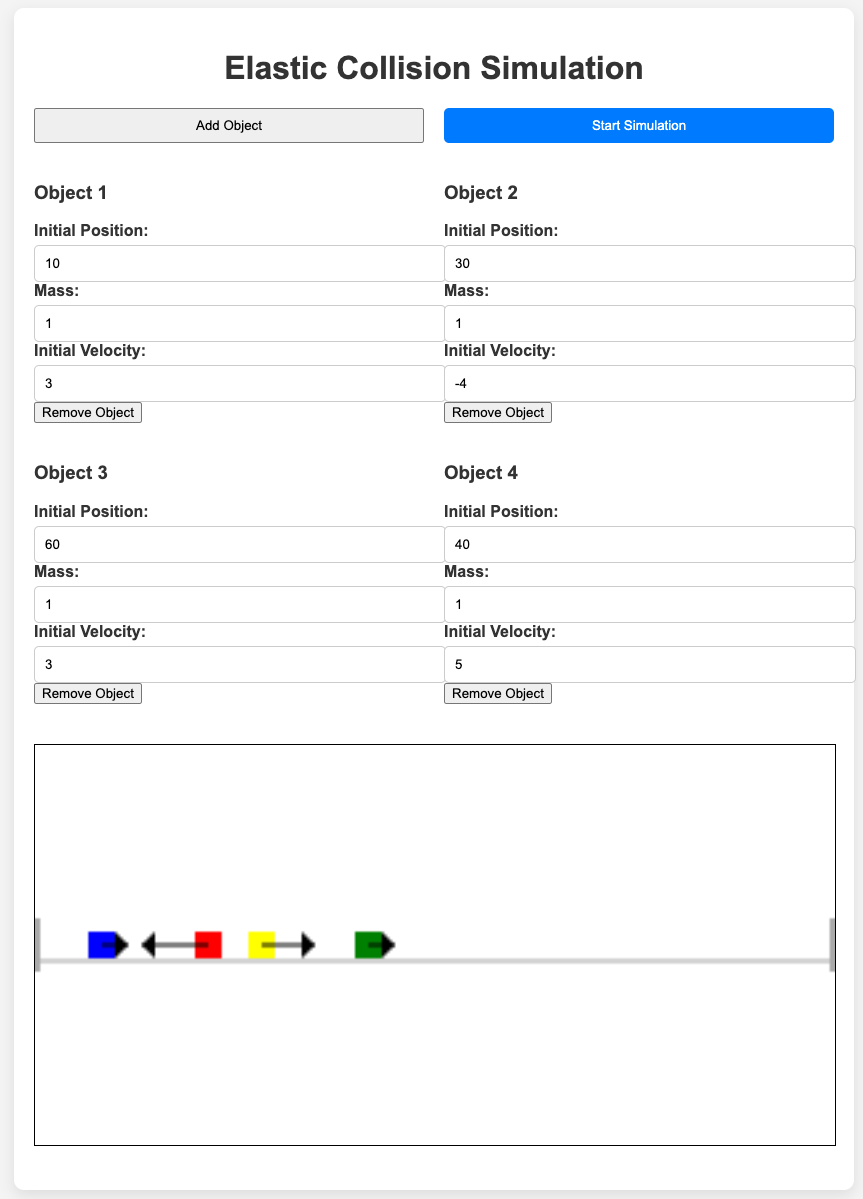 Elastic Collision Simulation
Add Object
Start Simulation
Object 1
Initial Position:
10
Mass:
1
Initial Velocity:
3
Remove Object
Object 2
Initial Position:
30
Mass:
1
Initial Velocity:
-4
Remove Object
Object 3
Initial Position:
60
Mass:
1
Initial Velocity:
3
Remove Object
Object 4
Initial Position:
40
Mass:
1
Initial Velocity:
5
Remove Object